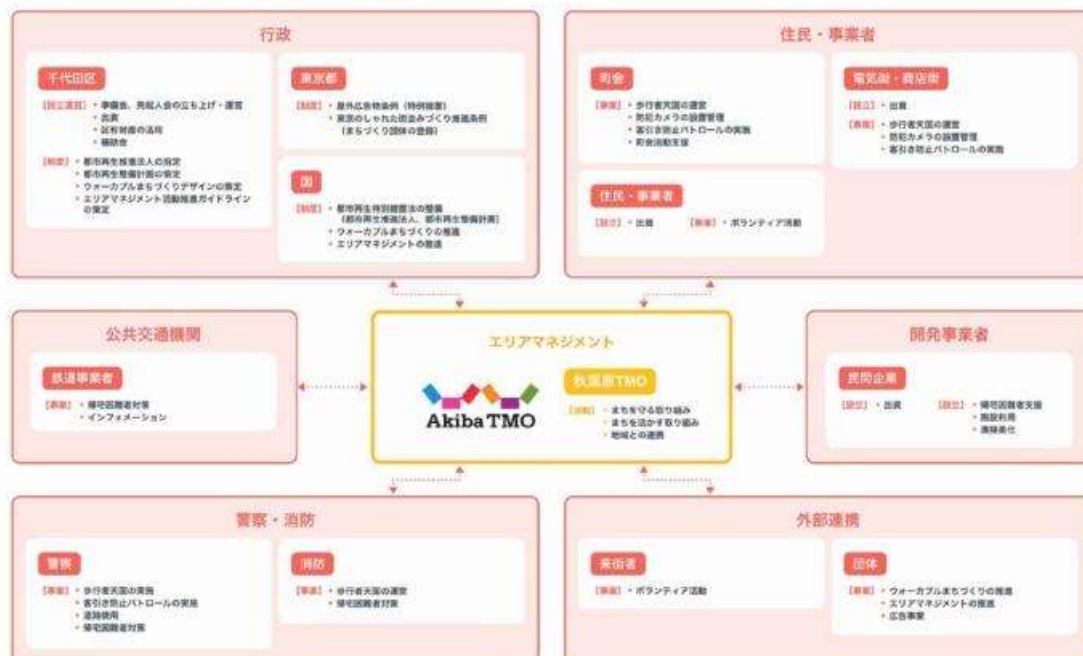 行政
千代田区
【設立運営】・準備会、発起人会の立ち上げ・運営
・出資
・区有財産の活用
・補助金
【制度】・都市再生推進法人の指定
・都市再生整備計画の策定
・ウォーカブルまちづくりデザインの策定
・エリアマネジメント活動推進ガイドライン
の策定
東京都
【制度】・屋外広告物条例（特例措置）
・東京のしゃれた街並みづくり推進条例
（まちづくり団体の登録）
国
【制度】・都市再生特別措置法の整備
（都市再生推進法人、都市再生整備計画）
・ウォーカブルまちづくりの推進
・エリアマネジメントの推進
住民・事業者
町会
【事業】・歩行者天国の運営
・防犯カメラの設置管理
・客引き防止パトロールの実施
・町会活動支援
電気街・商店街
【設立】・出資
【事業】・歩行者天国の運営
・防犯カメラの設置管理
・客引き防止パトロールの実施
住民・事業者
【設立】・出資 【事業】・ボランティア活動
公共交通機関
鉄道事業者
【事業】・帰宅困難者対策
・インフォメーション
エリアマネジメント
Akiba TMO
秋葉原TMO
【活動】・まちを守る取り組み
・まちを活かす取り組み
・地域との連携
開発事業者
民間企業
【設立】・出資 【設立】・帰宅困難者支援
・施設利用
・清掃美化
警察・消防
警察
【事業】・歩行者天国の実施
・客引き防止パトロールの実施
・道路使用
・帰宅困難者対策
消防
【事業】・歩行者天国の運営
・帰宅困難者対策
外部連携
来街者
【事業】・ボランティア活動
団体
【事業】・ウォーカブルまちづくりの推進
・エリアマネジメントの推進
・広告事業